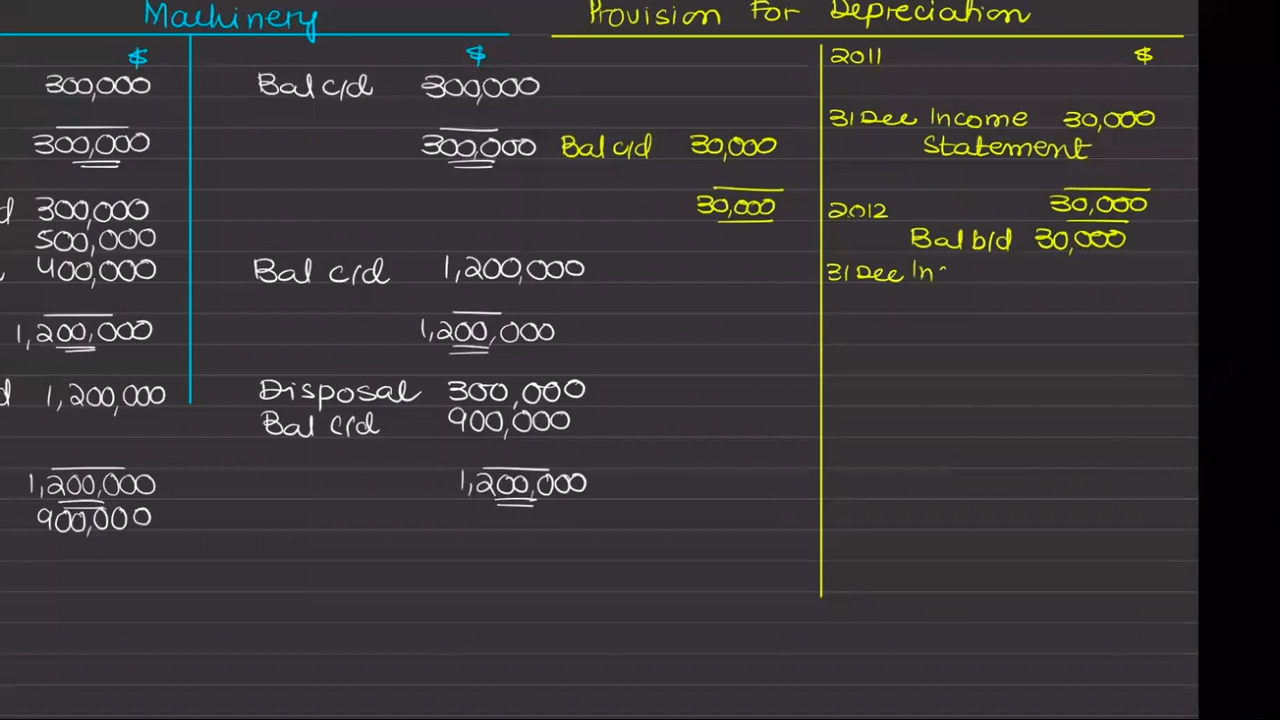 Machinery
Provision For Depreciation
$ $ 2011 $
300,000 Bal c/d 300,000
31 Dec Income 30,000
300,000 300,000 Bal c/d 30,000 Statement
d 300,000 30,000 2012 30,000
500,000 Bal b/d 30,000
400,000 Bal c/d 1,200,000 31 Dec In
1,200,000 1,200,000
d 1,200,000 Disposal 300,000
Bal c/d 900,000
1,200,000 1,200,000
900,000